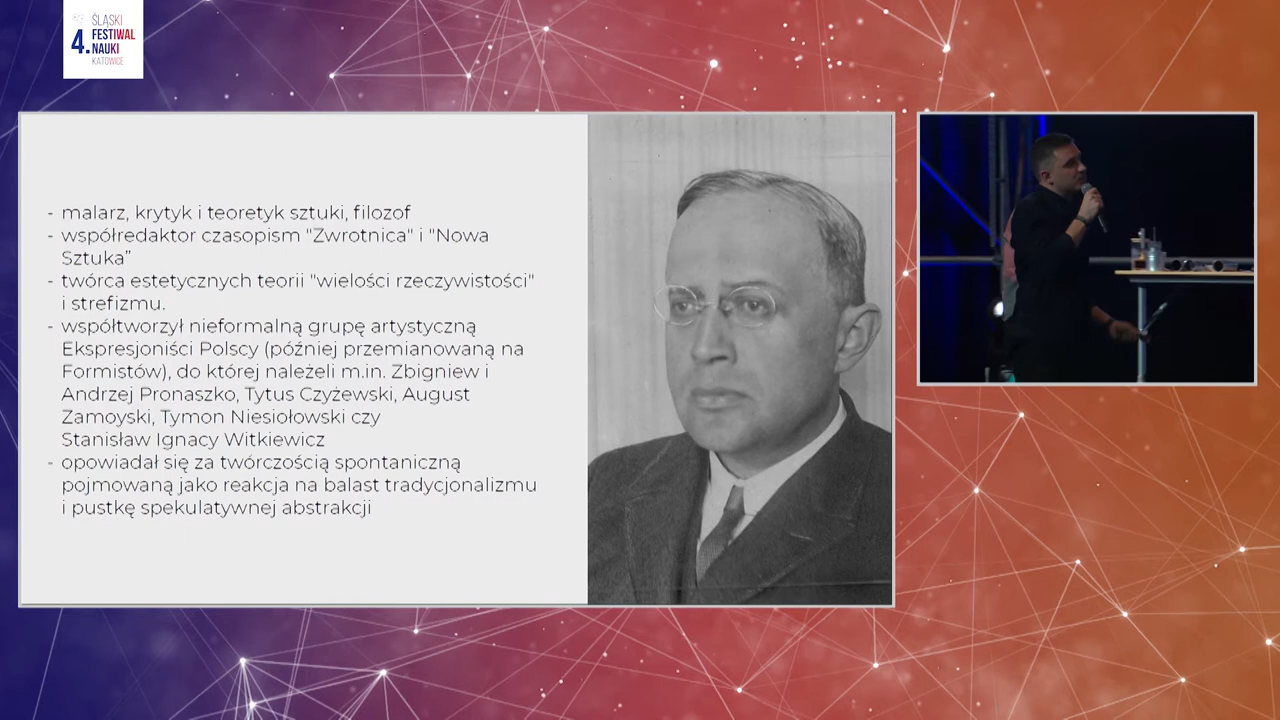 ŚLĄSKI
4. FESTIWAL
NAUKI
KATOWICE
- malarz, krytyk i teoretyk sztuki, filozof
- współredaktor czasopism "Zwrotnica" i "Nowa
Sztuka”
- twórca estetycznych teorii "wielości rzeczywistości"
i strefizmu.
- współtworzył nieformalną grupę artystyczną
Ekspresjoniści Polscy (później przemianowaną na
Formistów), do której należeli m.in. Zbigniew i
Andrzej Pronaszko, Tytus Czyżewski, August
Zamoyski, Tymon Niesiołowski czy
Stanisław Ignacy Witkiewicz
- opowiadał się za twórczością spontaniczną
pojmowaną jako reakcja na balast tradycjonalizmu
i pustkę spekulatywnej abstrakcji